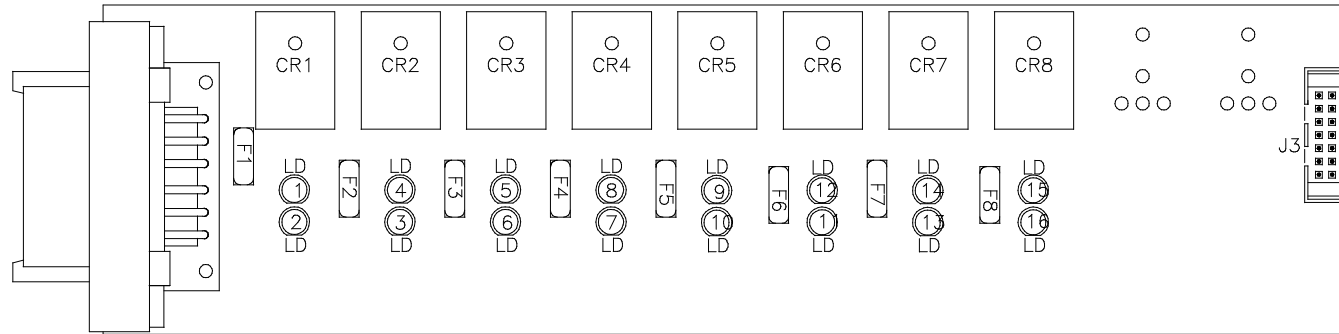 CR1 CR2 CR3 CR4 CR5 CR6 CR7 CR8
J3
F1
LD LD LD LD LD LD LD LD
F2 F3 F4 F5 F6 F7 F8
1 4 5 8 9 12 14 15
2 3 6 7 10 11 13 16
LD LD LD LD LD LD LD LD